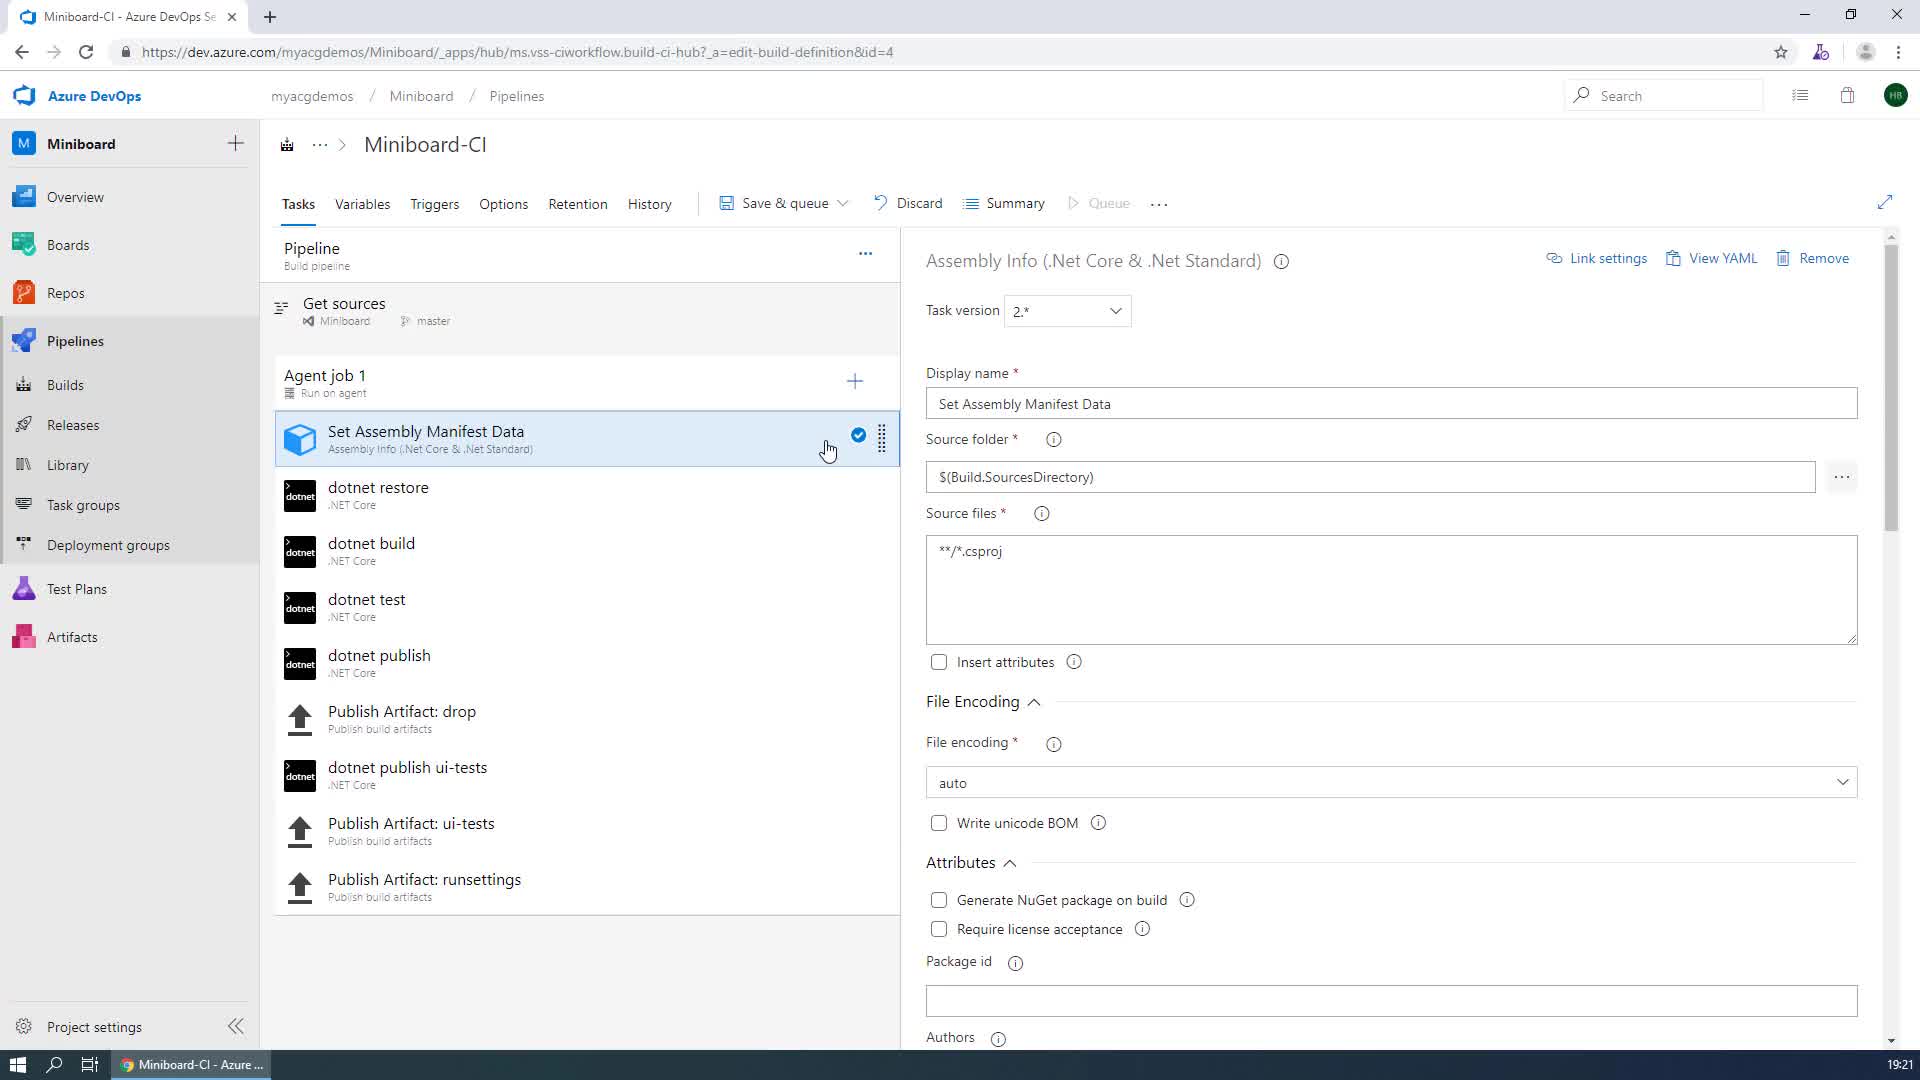 Miniboard-CI - Azure DevOps Se
https://dev.azure.com/myacgdemos/Miniboard/_apps/hub/ms.vss-ciworkflow.build-ci-hub?_a=edit-build-definition&id=4
Azure DevOps
myacgdemos / Miniboard / Pipelines
Search
HB
M Miniboard
Overview
Boards
Repos
Pipelines
Builds
Releases
Library
Task groups
Deployment groups
Test Plans
Artifacts
Project settings
Miniboard-CI
Tasks Variables Triggers Options Retention History Save & queue Discard Summary Queue
Pipeline
Build pipeline
Get sources
Miniboard master
Agent job 1
Run on agent
Set Assembly Manifest Data
Assembly Info (.Net Core & .Net Standard)
dotnet
dotnet restore
.NET Core
dotnet
dotnet build
.NET Core
dotnet
dotnet test
.NET Core
dotnet
dotnet publish
.NET Core
Publish Artifact: drop
Publish build artifacts
dotnet
dotnet publish ui-tests
.NET Core
Publish Artifact: ui-tests
Publish build artifacts
Publish Artifact: runsettings
Publish build artifacts
Assembly Info (.Net Core & .Net Standard)
Link settings View YAML Remove
Task version 2.*
Display name *
Set Assembly Manifest Data
Source folder *
$(Build.SourcesDirectory)
Source files *
**/*.csproj
Insert attributes
File Encoding
File encoding *
auto
Write unicode BOM
Attributes
Generate NuGet package on build
Require license acceptance
Package id
Authors
Miniboard-CI - Azure ...
19:21